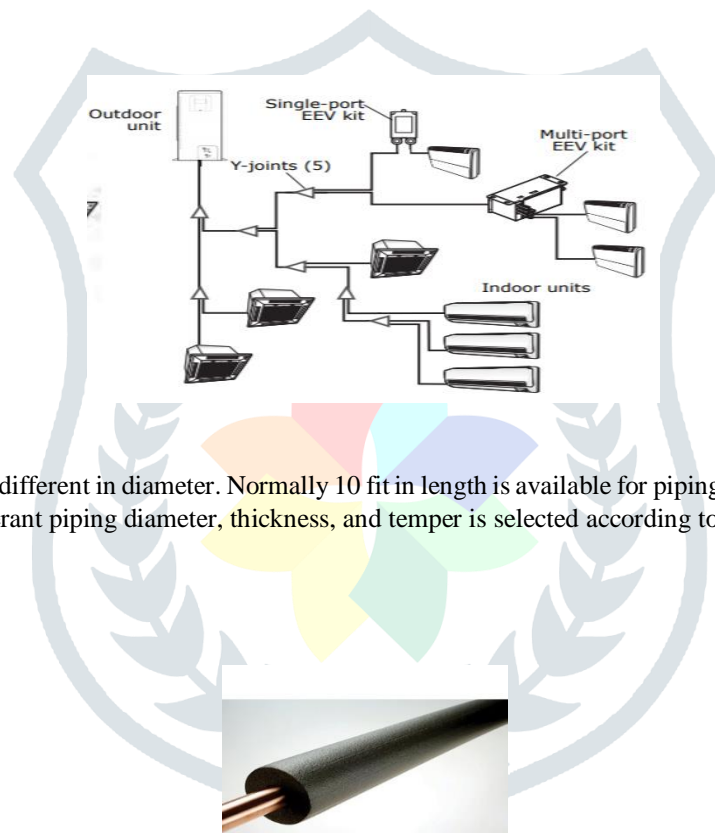 Outdoor
unit
Single-port
EEV kit
Multi-port
EEV kit
Y-joints (5)
Indoor units
different in diameter. Normally 10 fit in length is available for piping
rant piping diameter, thickness, and temper is selected according to